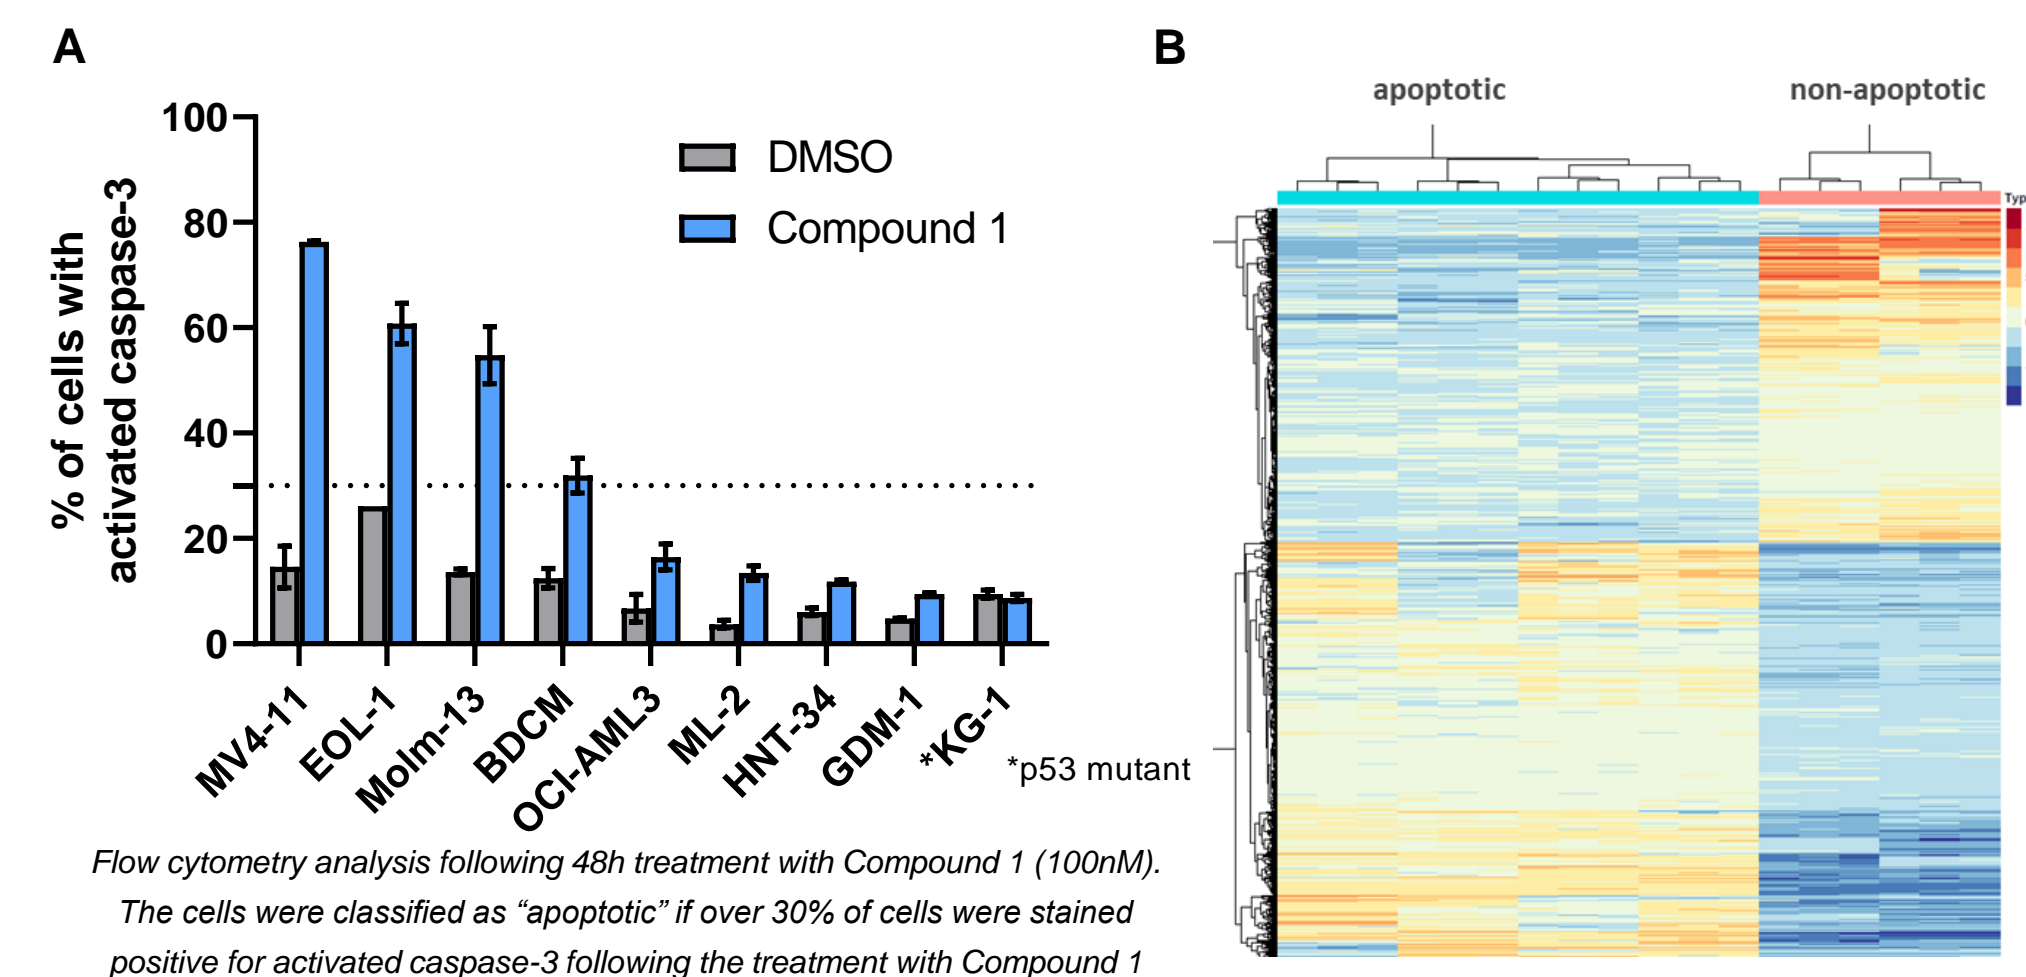 A
B
apoptotic
non-apoptotic
100
80
60
40
20
0
% of cells with
activated caspase-3
DMSO
Compound 1
MV4-11
EOL-1
Molm-13
BDCM
OCI-AML3
ML-2
HNT-34
GDM-1
*KG-1
*p53 mutant
Typ
Flow cytometry analysis following 48h treatment with Compound 1 (100nM).
The cells were classified as “apoptotic” if over 30% of cells were stained
positive for activated caspase-3 following the treatment with Compound 1